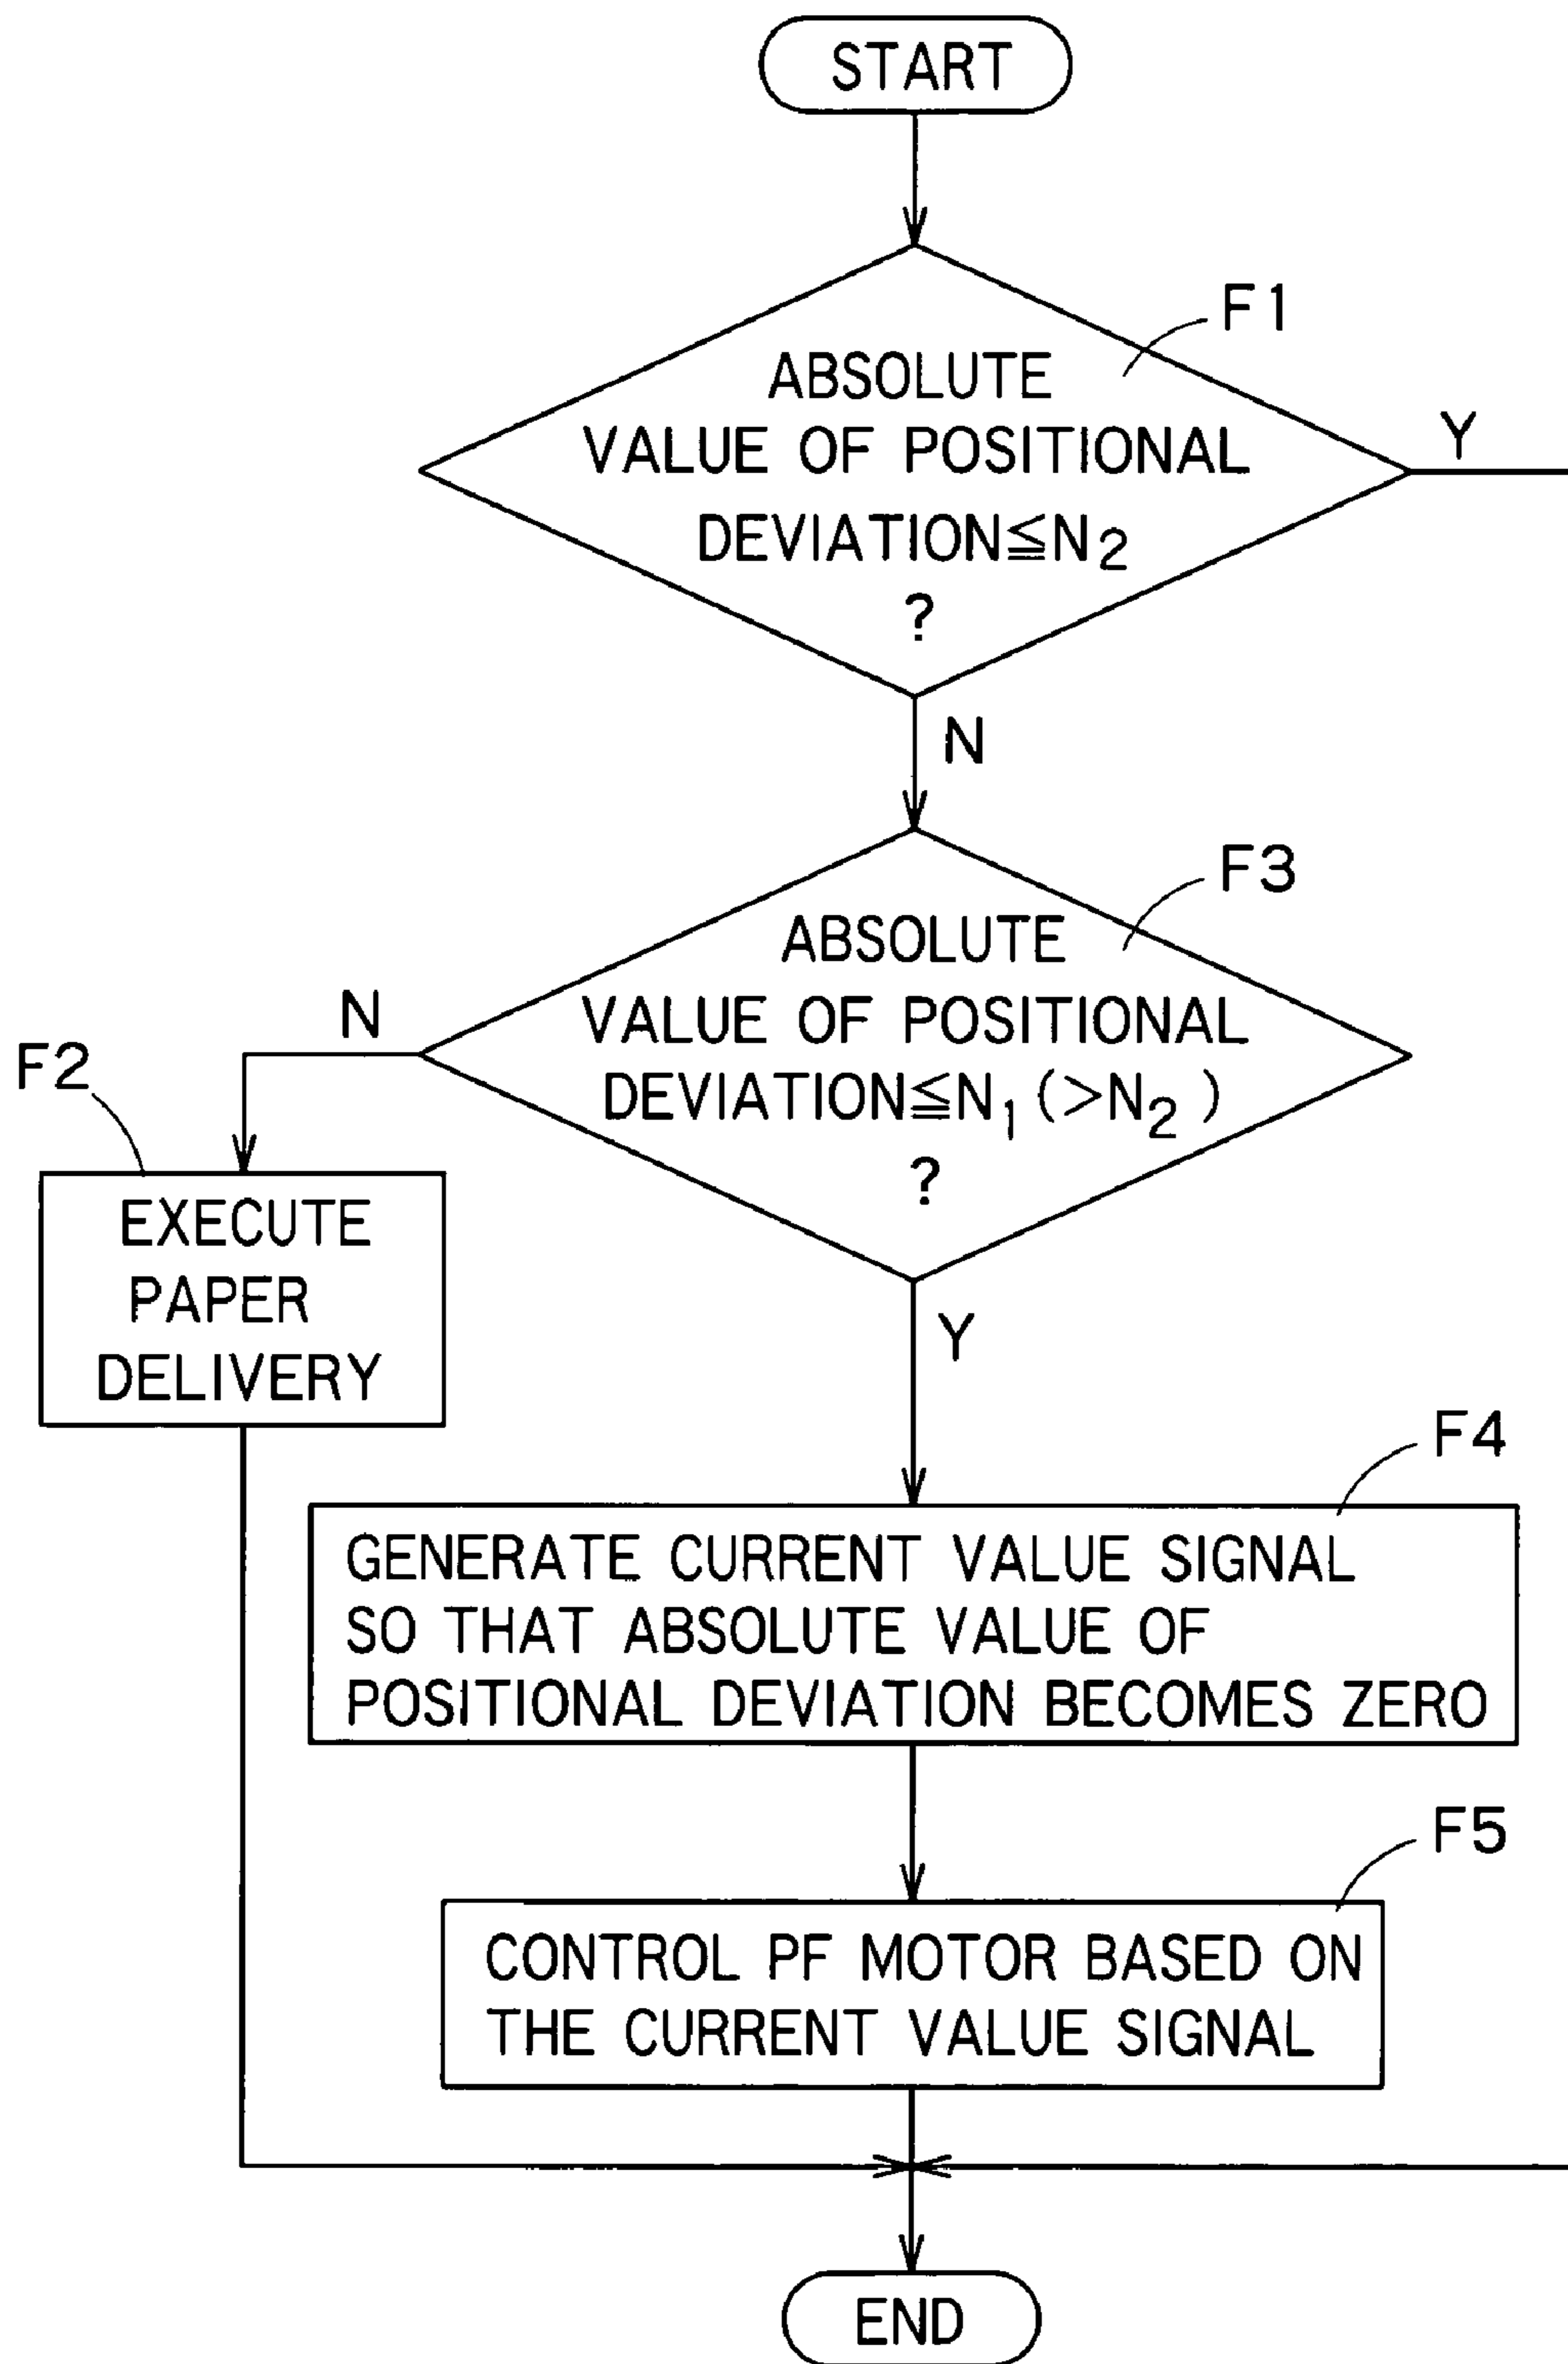 START
F1
ABSOLUTE
VALUE OF POSITIONAL
DEVIATION≦N2
?
Y
N
F3
ABSOLUTE
VALUE OF POSITIONAL
DEVIATION≦N1(>N2)
?
N
F2
EXECUTE
PAPER
DELIVERY
Y
F4
GENERATE CURRENT VALUE SIGNAL
SO THAT ABSOLUTE VALUE OF
POSITIONAL DEVIATION BECOMES ZERO
F5
CONTROL PF MOTOR BASED ON
THE CURRENT VALUE SIGNAL
END